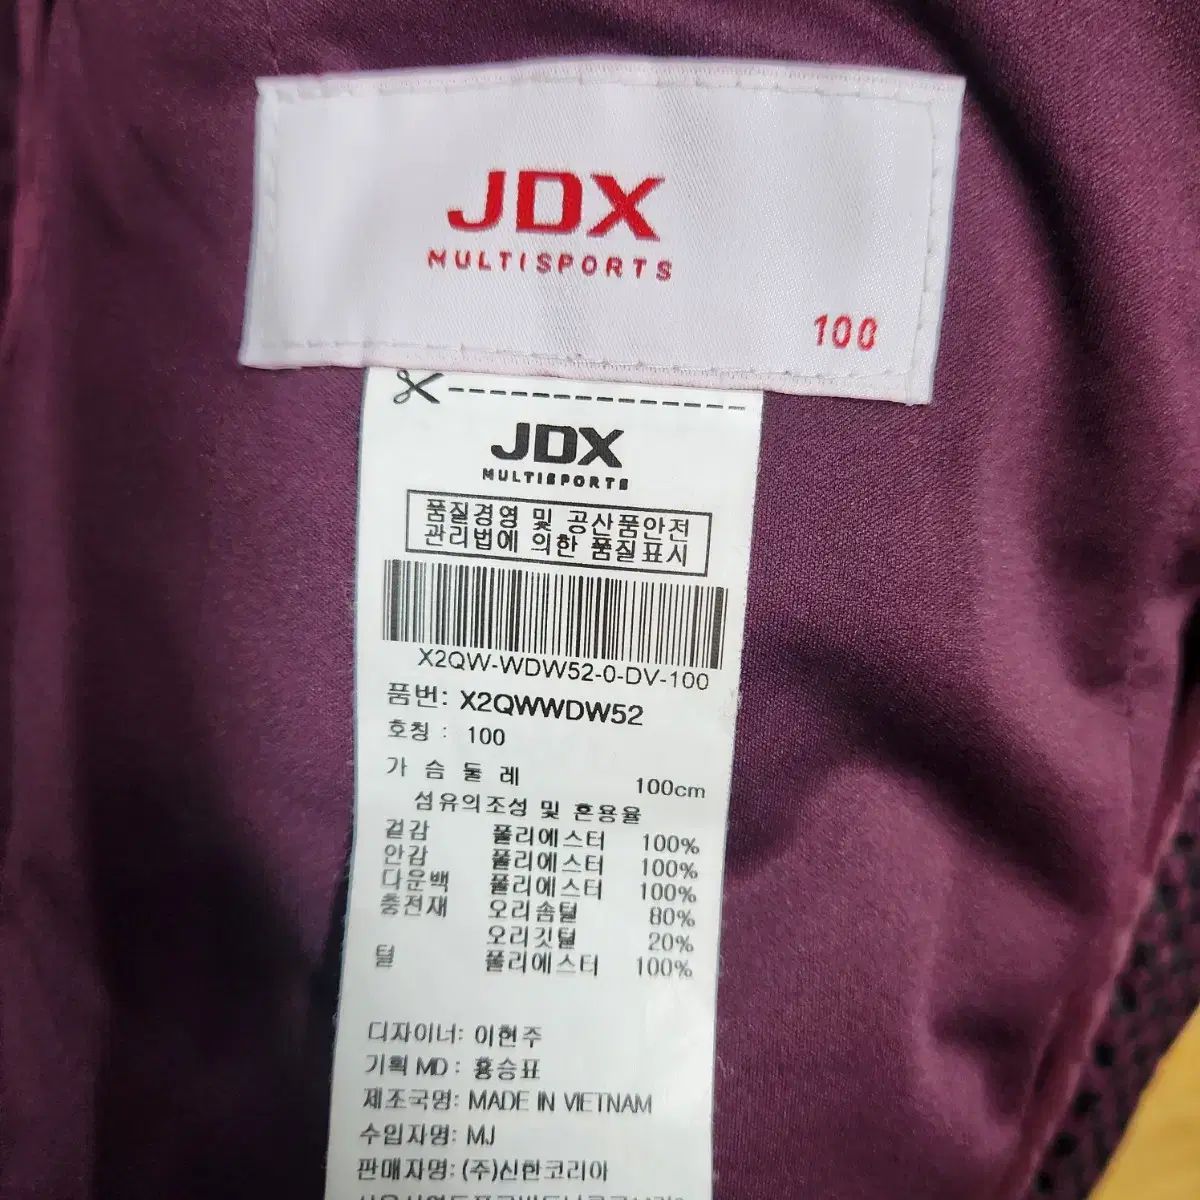 JDX
MULTISPORTS
100
JDX
MULTISPORTS
품질경영 및 공산품안전
관리법에 의한 품질표시
X2QW-WDW52-0-DV-100
품번: X2QWWDW52
호칭 : 100
가 슴 둘 레 100cm
섬유의조성 및 혼용율
겉감 폴리에스터 100%
안감 폴리에스터 100%
다운백 폴리에스터 100%
충전재 오리솜털 80%
오리깃털 20%
털 폴리에스터 100%
디자이너: 이현주
기획 MD : 홍승표
제조국명: MADE IN VIETNAM
수입자명: MJ
판매자명: (주)신한코리아